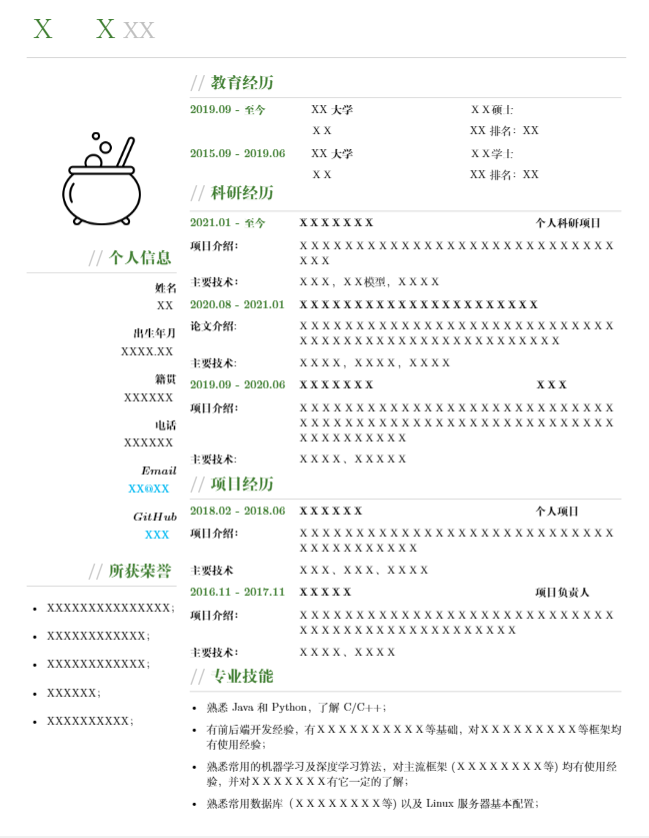 X X XX
// 个人信息
姓名
XX
出生年月
XXXX.XX
籍贯
XXXXXX
电话
XXXXXX
Email
XX@XX
GitHub
XXX
// 所获荣誉
• XXXXXXXXXXXXXXX;
• XXXXXXXXXXXX;
• XXXXXXXXXXXX;
• XXXXXX;
• XXXXXXXXXX;
// 教育经历
2019.09 - 至今 XX 大学 X X硕士
X X XX 排名：XX
2015.09 - 2019.06 XX 大学 X X学士
X X XX 排名：XX
// 科研经历
2021.01 - 至今 X X X X X X X 个人科研项目
项目介绍： X X X X X X X X X X X X X X X X X X X X X X X X X X X X
X X X
主要技术： X X X，X X模型，X X X X
2020.08 - 2021.01 X X X X X X X X X X X X X X X X X X X X X X
论文介绍: X X X X X X X X X X X X X X X X X X X X X X X X X X X X
X X X X X X X X X X X X X X X X X X X X X X X
主要技术: X X X X，X X X X，X X X X
2019.09 - 2020.06 X X X X X X X X X X
项目介绍： X X X X X X X X X X X X X X X X X X X X X X X X X X X X
X X X X X X X X X X X X X X X X X X X X X X X X X X X X
X X X X X X X X X X
主要技术: X X X X、X X X X X
// 项目经历
2018.02 - 2018.06 X X X X X X 个人项目
项目介绍： X X X X X X X X X X X X X X X X X X X X X X X X X X X X
X X X X X X X X X X X
主要技术 X X X、X X X、X X X X
2016.11 - 2017.11 X X X X X 项目负责人
项目介绍： X X X X X X X X X X X X X X X X X X X X X X X X X X X X
X X X X X X X X X X X X X X X X X X X X
主要技术： X X X X、X X X X
// 专业技能
• 熟悉 Java 和 Python，了解 C/C++；
• 有前后端开发经验，有X X X X X X X X X X等基础，对X X X X X X X X X等框架均
有使用经验；
• 熟悉常用的机器学习及深度学习算法，对主流框架 (X X X X X X X X等) 均有使用经
验，并对X X X X X X X有它一定的了解；
• 熟悉常用数据库（X X X X X X X X等) 以及 Linux 服务器基本配置；